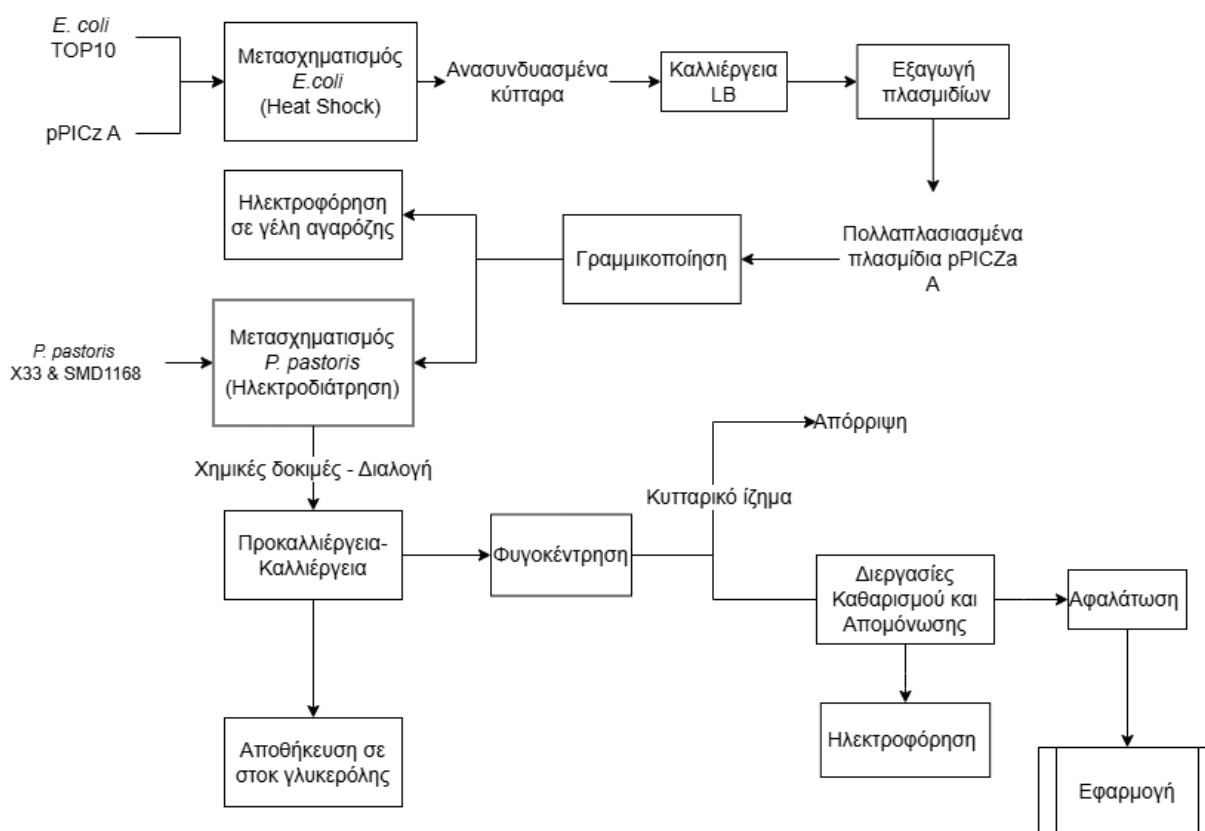 E. coli
TOP10
pPICz A
Μετασχηματισμός
E.coli
(Heat Shock)
Ανασυνδυασμένα
κύτταρα
Καλλιέργεια
LB
Εξαγωγή
πλασμιδίων
Ηλεκτροφόρηση
σε γέλη αγαρόζης
Γραμμικοποίηση
Πολλαπλασιασμένα
πλασμίδια pPICZa
A
P. pastoris
X33 & SMD1168
Μετασχηματισμός
P. pastoris
(Ηλεκτροδιάτρηση)
Χημικές δοκιμές - Διαλογή
Απόρριψη
Κυτταρικό ίζημα
Προκαλλιέργεια-
Καλλιέργεια
Φυγοκέντρηση
Διεργασίες
Καθαρισμού και
Απομόνωσης
Αφαλάτωση
Αποθήκευση σε
στοκ γλυκερόλης
Ηλεκτροφόρηση
Εφαρμογή